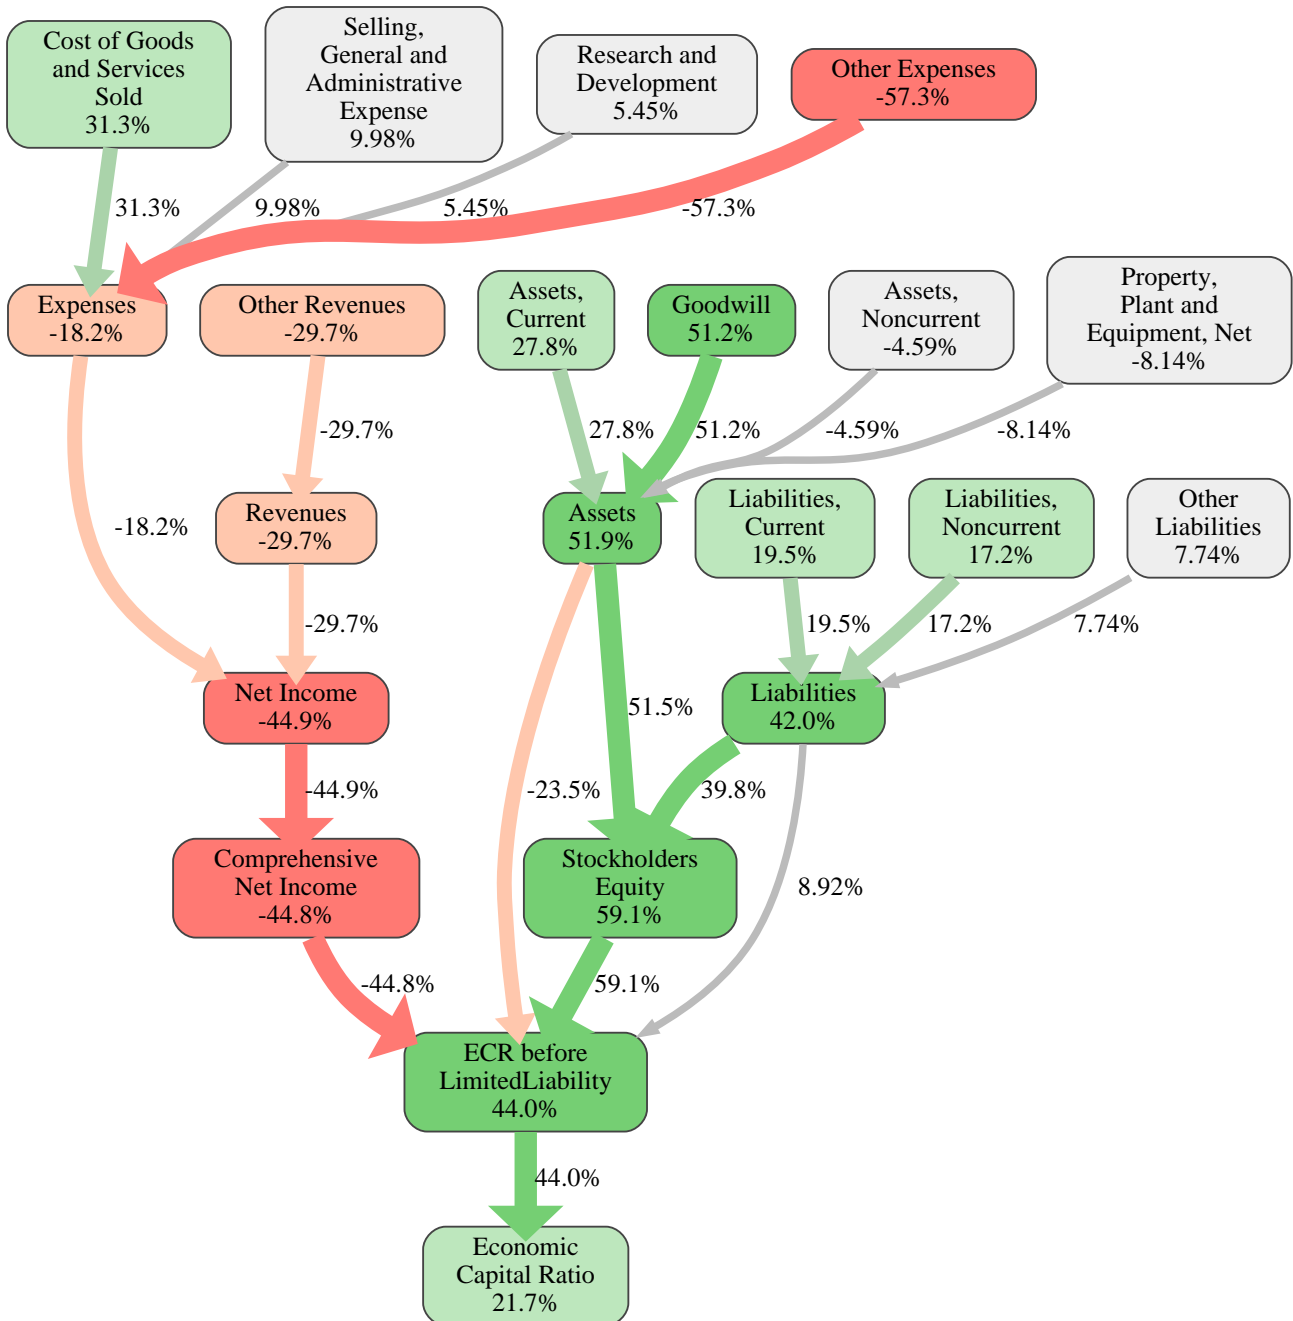 Cost of Goods
and Services
Sold
31.3%
Selling,
General and
Administrative
Expense
9.98%
Research and
Development
5.45%
Other Expenses
-57.3%
31.3%
9.98%
5.45%
-57.3%
Expenses
-18.2%
Other Revenues
-29.7%
Assets,
Current
27.8%
Goodwill
51.2%
Assets,
Noncurrent
-4.59%
Property,
Plant and
Equipment, Net
-8.14%
-29.7%
27.8%
51.2%
-4.59%
-8.14%
-18.2%
Revenues
-29.7%
Assets
51.9%
Liabilities,
Current
19.5%
Liabilities,
Noncurrent
17.2%
Other
Liabilities
7.74%
-29.7%
19.5%
17.2%
7.74%
Net Income
-44.9%
51.5%
Liabilities
42.0%
-44.9%
-23.5%
39.8%
Comprehensive
Net Income
-44.8%
Stockholders
Equity
59.1%
8.92%
-44.8%
59.1%
ECR before
LimitedLiability
44.0%
44.0%
Economic
Capital Ratio
21.7%